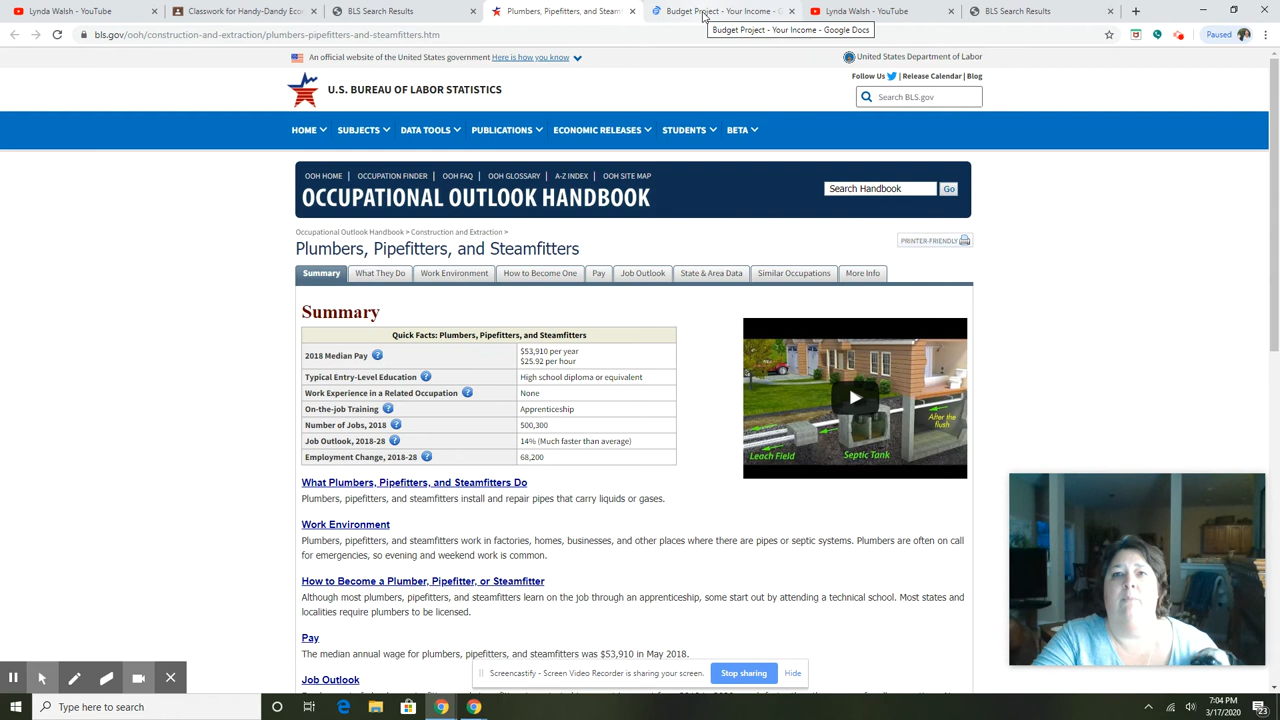 Lynda Walsh - YouTube
Classwork for Handy-Dandy Econ
BLS Search Results
Plumbers, Pipefitters, and Steam
Budget Project - Your Income - G
Lynda Walsh - YouTube
BLS Search Results
Budget Project - Your Income - Google Docs
bls.gov/ooh/construction-and-extraction/plumbers-pipefitters-and-steamfitters.htm
Paused
An official website of the United States government Here is how you know
United States Department of Labor
Follow Us | Release Calendar | Blog
U.S. BUREAU OF LABOR STATISTICS
Search BLS.gov
HOME SUBJECTS DATA TOOLS PUBLICATIONS ECONOMIC RELEASES STUDENTS BETA
OOH HOME | OCCUPATION FINDER | OOH FAQ | OOH GLOSSARY | A-Z INDEX | OOH SITE MAP
OCCUPATIONAL OUTLOOK HANDBOOK
Search Handbook Go
Occupational Outlook Handbook > Construction and Extraction >
Plumbers, Pipefitters, and Steamfitters
PRINTER-FRIENDLY
Summary What They Do Work Environment How to Become One Pay Job Outlook State & Area Data Similar Occupations More Info
Summary
Quick Facts: Plumbers, Pipefitters, and Steamfitters
2018 Median Pay ? $53,910 per year
$25.92 per hour
Typical Entry-Level Education ? High school diploma or equivalent
Work Experience in a Related Occupation ? None
On-the-job Training ? Apprenticeship
Number of Jobs, 2018 ? 500,300
Job Outlook, 2018-28 ? 14% (Much faster than average)
Employment Change, 2018-28 ? 68,200
After the
flush
Leach Field
Septic Tank
What Plumbers, Pipefitters, and Steamfitters Do
Plumbers, pipefitters, and steamfitters install and repair pipes that carry liquids or gases.
Work Environment
Plumbers, pipefitters, and steamfitters work in factories, homes, businesses, and other places where there are pipes or septic systems. Plumbers are often on call
for emergencies, so evening and weekend work is common.
How to Become a Plumber, Pipefitter, or Steamfitter
Although most plumbers, pipefitters, and steamfitters learn on the job through an apprenticeship, some start out by attending a technical school. Most states and
localities require plumbers to be licensed.
Pay
The median annual wage for plumbers, pipefitters, and steamfitters was $53,910 in May 2018.
Job Outlook
Screencastify - Screen Video Recorder is sharing your screen.
Stop sharing
Hide
Type here to search
7:04 PM
3/17/2020
23